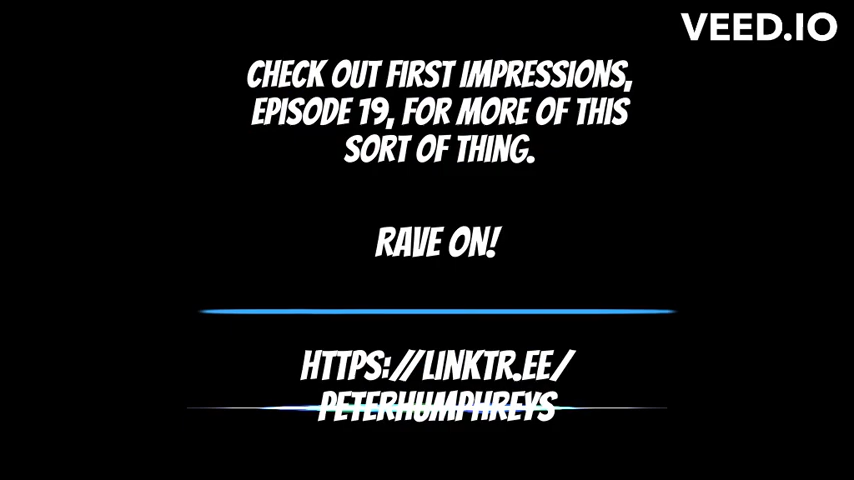 VEED.IO
CHECK OUT FIRST IMPRESSIONS,
EPISODE 19, FOR MORE OF THIS
SORT OF THING.
RAVE ON!
HTTPS://LINKTR.EE/
PETERHUMPHREYS